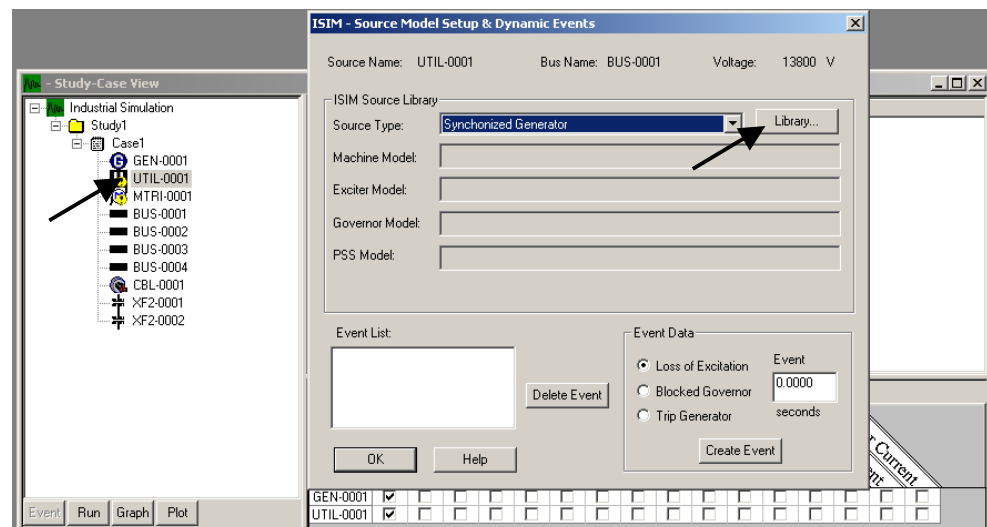 ISIM - Source Model Setup & Dynamic Events
Source Name: UTIL-0001 Bus Name: BUS-0001 Voltage: 13800 V
ISIM Source Library
Source Type: Synchonized Generator Library...
Machine Model:
Exciter Model:
Governor Model:
PSS Model:
Event List:
Delete Event
Event Data
Loss of Excitation
Blocked Governor
Trip Generator
Event
0.0000
seconds
Create Event
OK Help
- Study-Case View
Industrial Simulation
Study1
Case1
GEN-0001
UTIL-0001
MTRI-0001
BUS-0001
BUS-0002
BUS-0003
BUS-0004
CBL-0001
XF2-0001
XF2-0002
Event Run Graph Plot
Current
GEN-0001
UTIL-0001